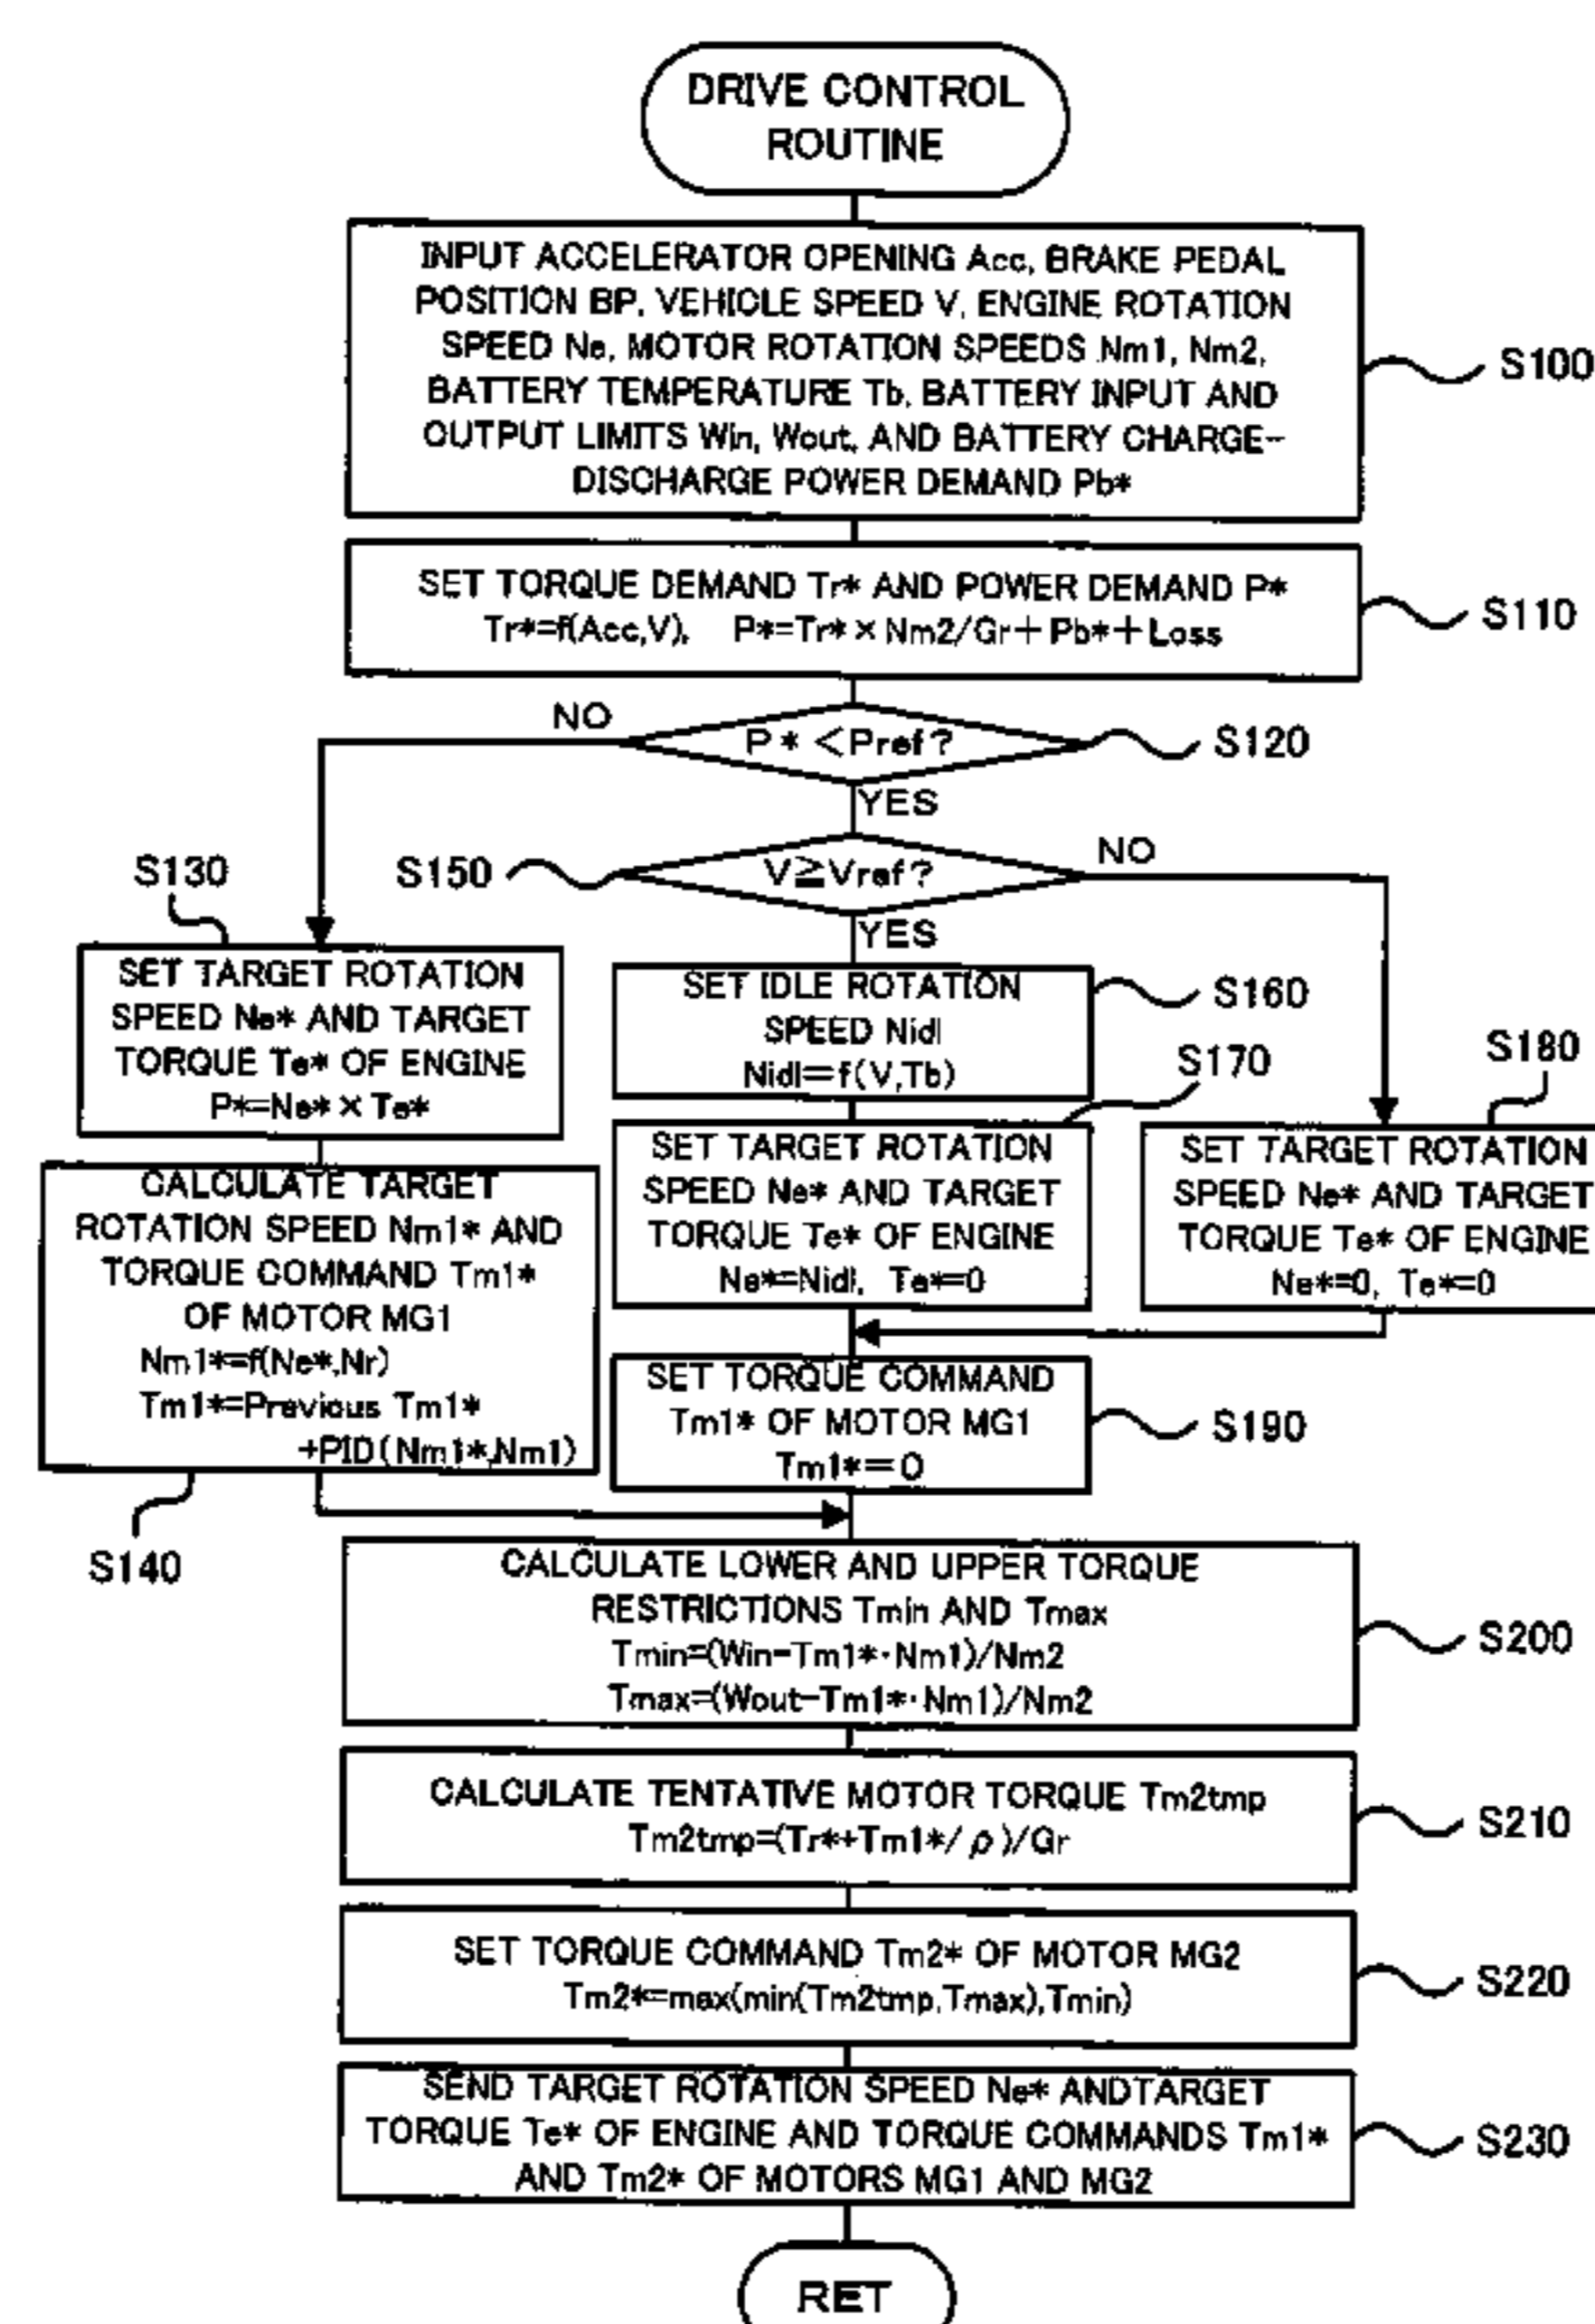 DRIVE CONTROL
ROUTINE
INPUT ACCELERATOR OPENING Acc, BRAKE PEDAL
POSITION BP, VEHICLE SPEED V, ENGINE ROTATION
SPEED Ne, MOTOR ROTATION SPEEDS Nm1, Nm2,
BATTERY TEMPERATURE Tb, BATTERY INPUT AND
OUTPUT LIMITS Win, Wout, AND BATTERY CHARGE-
DISCHARGE POWER DEMAND Pb*
S100
SET TORQUE DEMAND Tr* AND POWER DEMAND P*
Tr*=f(Acc,V), P*=Tr*×Nm2/Gr+Pb*+Loss
S110
P*<Pref?
S120
NO
YES
V≧Vref?
S150
NO
YES
S130
SET TARGET ROTATION
SPEED Ne* AND TARGET
TORQUE Te* OF ENGINE
P*=Ne*×Te*
CALCULATE TARGET
ROTATION SPEED Nm1* AND
TORQUE COMMAND Tm1*
OF MOTOR MG1
Nm1*=f(Ne*,Nr)
Tm1*=Previous Tm1*
+PID(Nm1*,Nm1)
S140
SET IDLE ROTATION
SPEED Nidl
Nidl=f(V,Tb)
S160
S170
SET TARGET ROTATION
SPEED Ne* AND TARGET
TORQUE Te* OF ENGINE
Ne*=Nidl, Te*=0
S180
SET TARGET ROTATION
SPEED Ne* AND TARGET
TORQUE Te* OF ENGINE
Ne*=0, Te*=0
SET TORQUE COMMAND
Tm1* OF MOTOR MG1
Tm1*=0
S190
CALCULATE LOWER AND UPPER TORQUE
RESTRICTIONS Tmin AND Tmax
Tmin=(Win-Tm1*·Nm1)/Nm2
Tmax=(Wout-Tm1*·Nm1)/Nm2
S200
CALCULATE TENTATIVE MOTOR TORQUE Tm2tmp
Tm2tmp=(Tr*+Tm1*/ρ)/Gr
S210
SET TORQUE COMMAND Tm2* OF MOTOR MG2
Tm2*=max(min(Tm2tmp,Tmax),Tmin)
S220
SEND TARGET ROTATION SPEED Ne* ANDTARGET
TORQUE Te* OF ENGINE AND TORQUE COMMANDS Tm1*
AND Tm2* OF MOTORS MG1 AND MG2
S230
RET